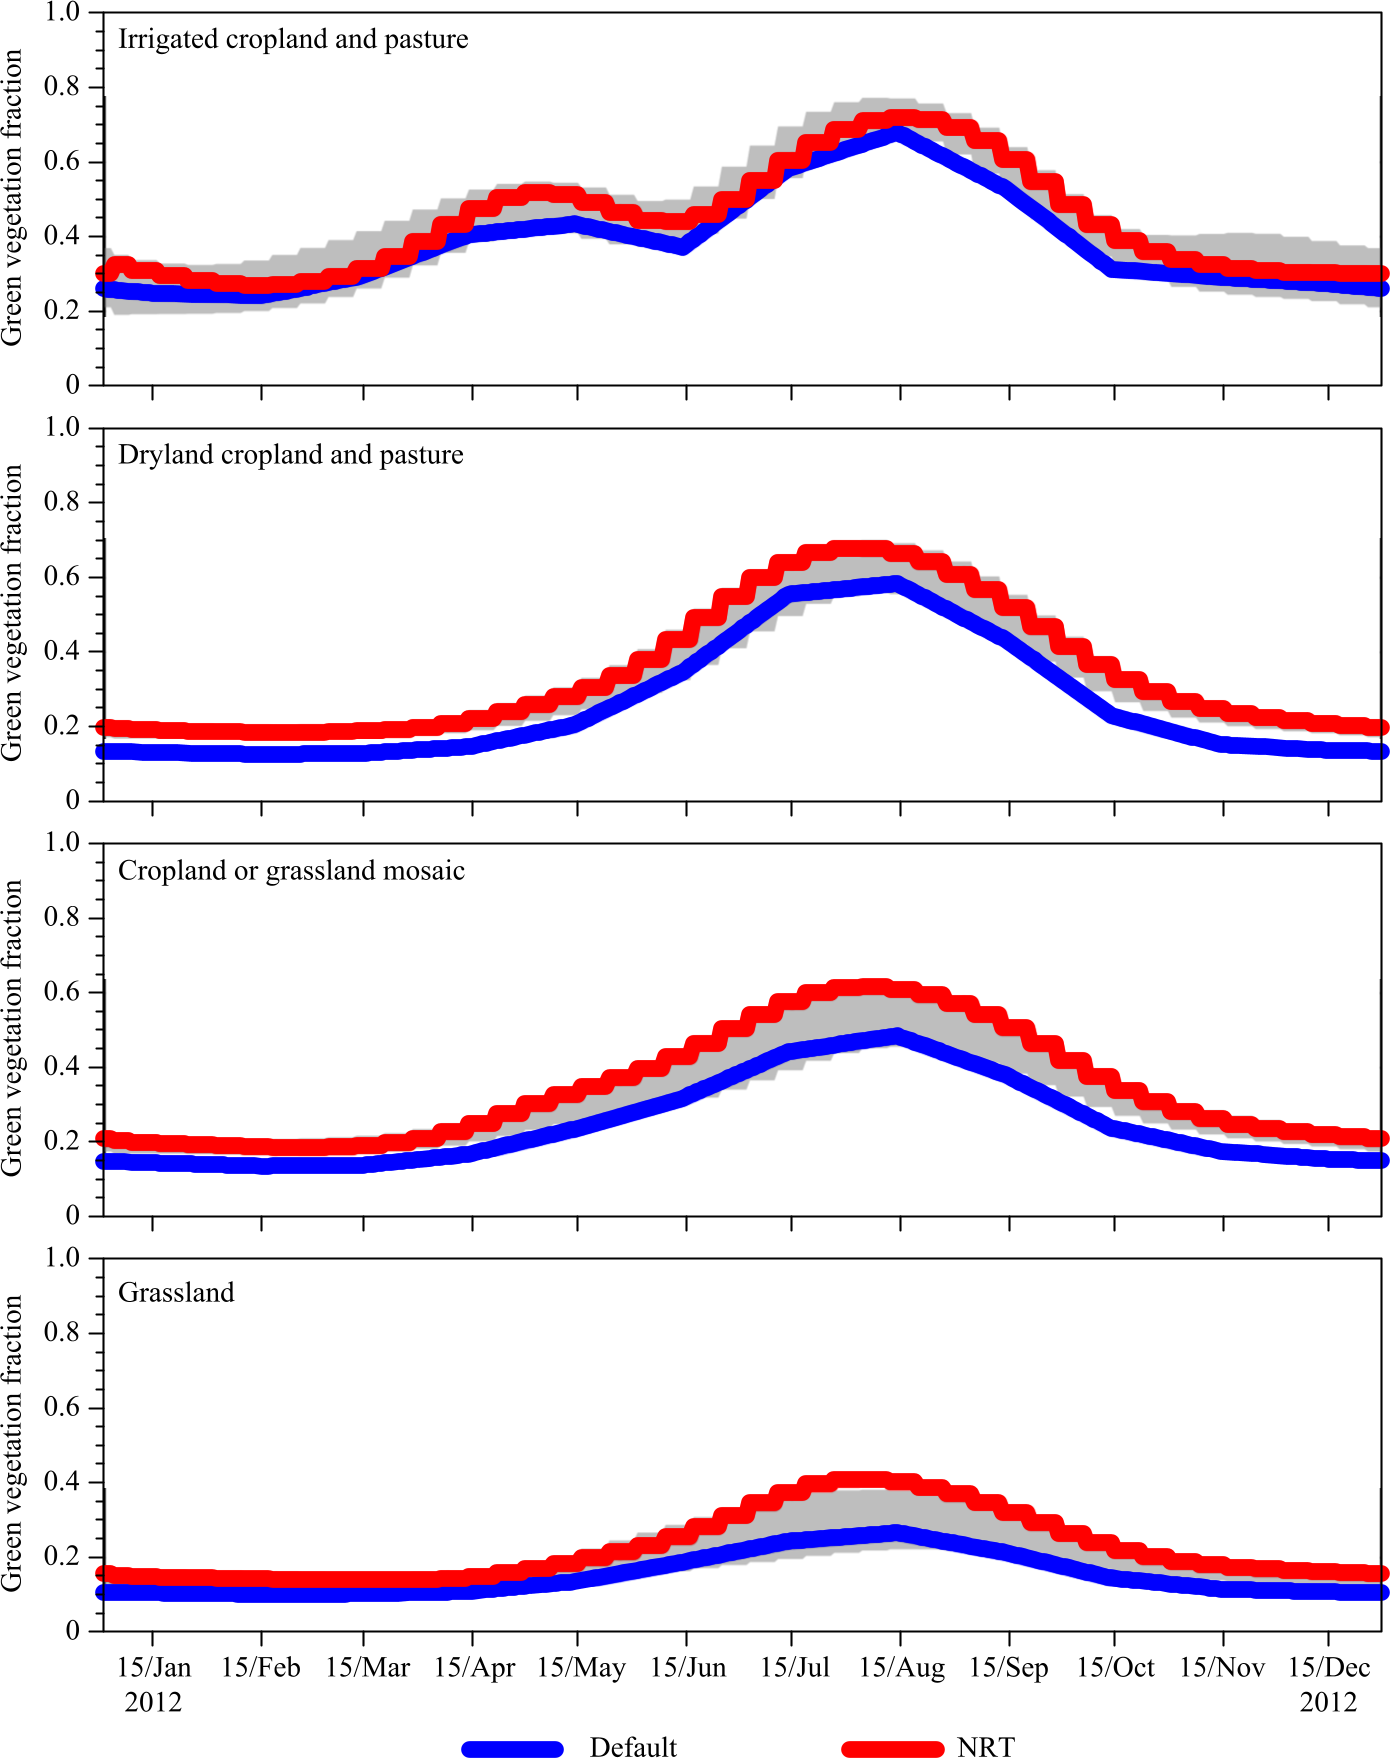 1.0
Irrigated cropland and pasture
0.8
0.6
0.4
0.2
0
Green vegetation fraction
1.0
Dryland cropland and pasture
0.8
0.6
0.4
0.2
0
Green vegetation fraction
1.0
Cropland or grassland mosaic
0.8
0.6
0.4
0.2
0
Green vegetation fraction
1.0
Grassland
0.8
0.6
0.4
0.2
0
Green vegetation fraction
15/Jan 15/Feb 15/Mar 15/Apr 15/May 15/Jun 15/Jul 15/Aug 15/Sep 15/Oct 15/Nov 15/Dec
2012 2012
Default NRT